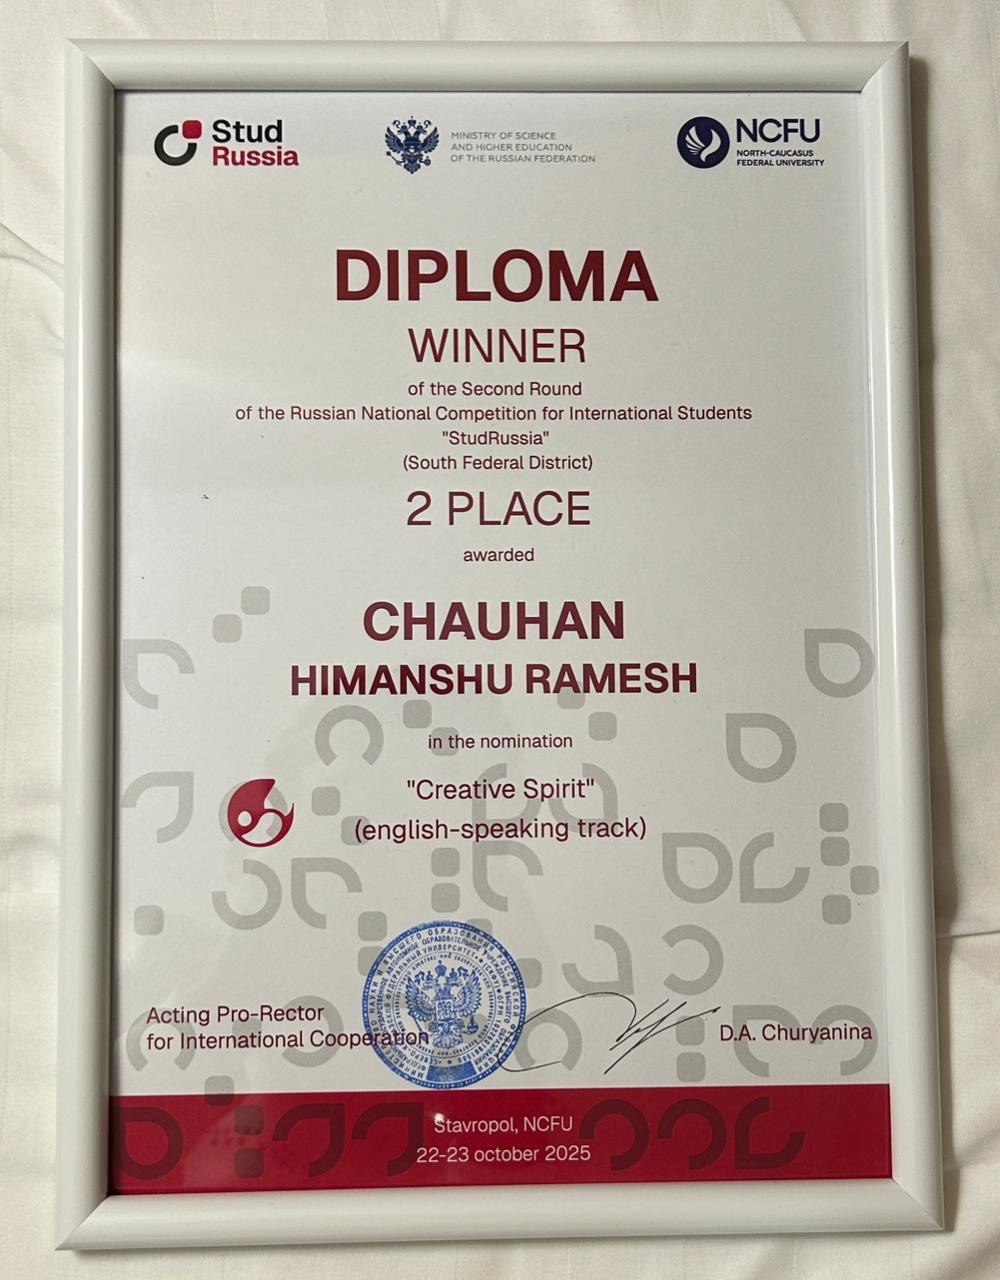 Stud
Russia
MINISTRY OF SCIENCE
AND HIGHER EDUCATION
OF THE RUSSIAN FEDERATION
NCFU
NORTH-CAUCASUS
FEDERAL UNIVERSITY
DIPLOMA
WINNER
of the Second Round
of the Russian National Competition for International Students
"StudRussia"
(South Federal District)
2 PLACE
awarded
CHAUHAN
HIMANSHU RAMESH
in the nomination
"Creative Spirit"
(english-speaking track)
Acting Pro-Rector
for International Cooperation
D.A. Churyanina
Stavropol, NCFU
22-23 october 2025